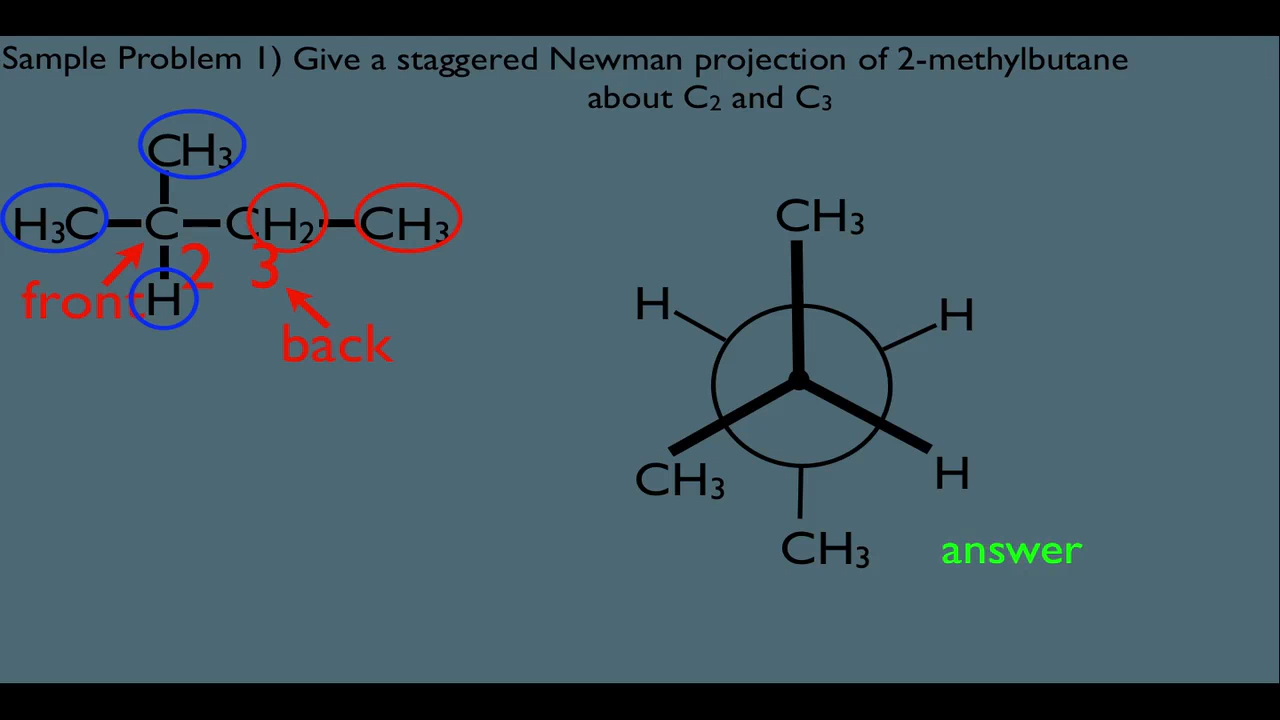 Sample Problem 1) Give a staggered Newman projection of 2-methylbutane
about C₂ and C₃
CH₃
H₃C C CH₂ CH₃
2 3
front H
back
CH₃
H H
CH₃ H
CH₃
answer